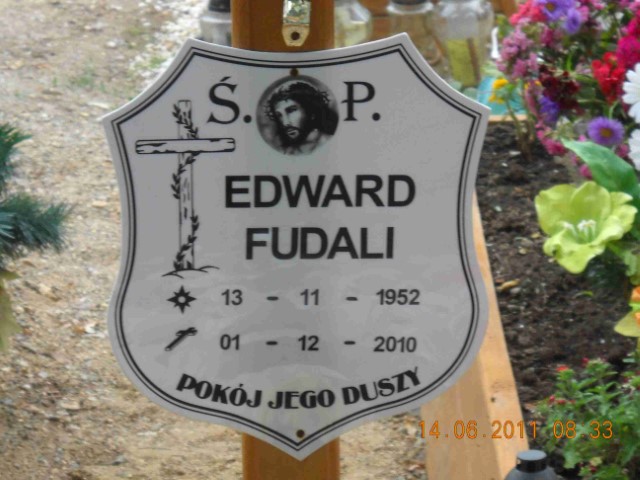 Ś. P.
EDWARD
FUDALI
13 - 11 - 1952
01 - 12 - 2010
POKÓJ JEGO DUSZY
14.06.2011 08:33